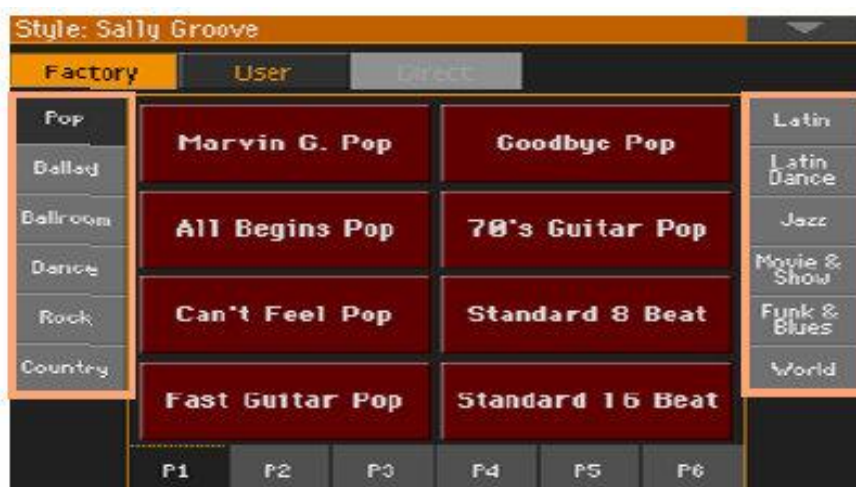 Style: Sally Groove
Factory User Direct
Pop
Ballad
Ballroom
Dance
Rock
Country
Marvin G. Pop
Goodbye Pop
All Begins Pop
70's Guitar Pop
Can't Feel Pop
Standard 8 Beat
Fast Guitar Pop
Standard 16 Beat
Latin
Latin
Dance
Jazz
Movie &
Show
Funk &
Blues
World
P1 P2 P3 P4 P5 P6